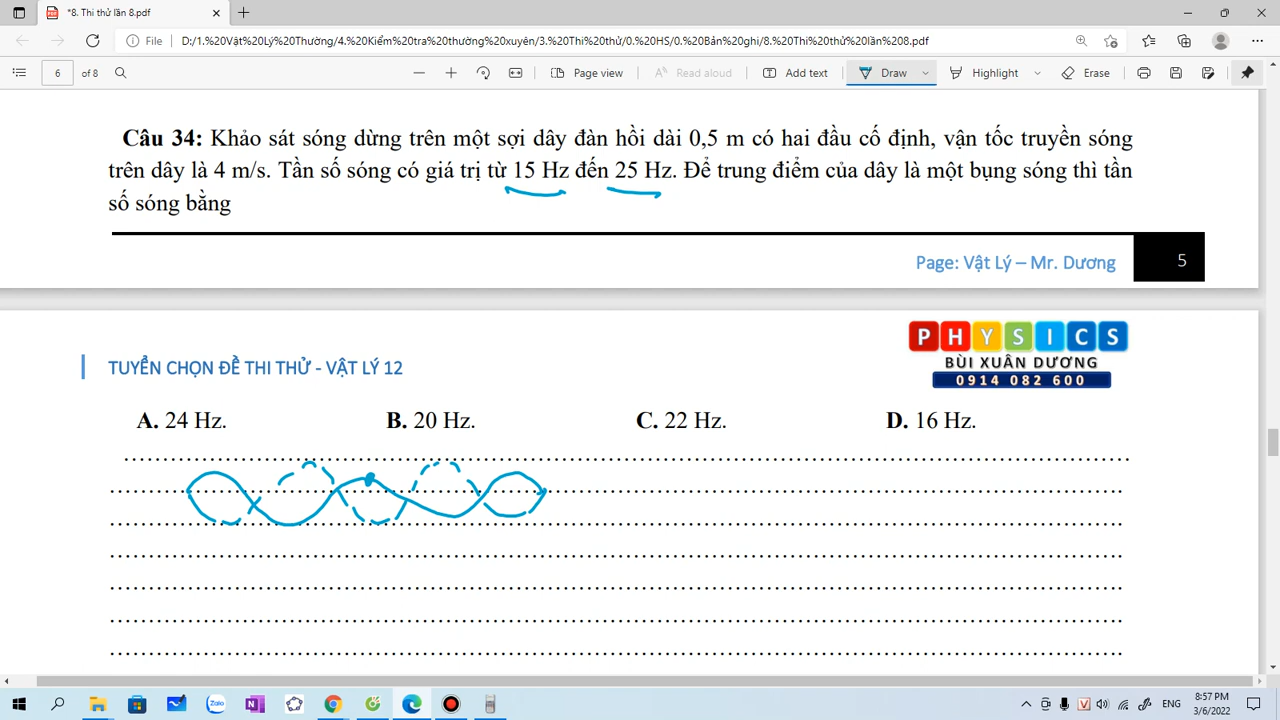 *8. Thi thử lần 8.pdf
File D:/1.%20Vật%20Lý%20Thường/4.%20Kiểm%20tra%20thường%20xuyên/3.%20Thi%20thử/0.%20HS/0.%20Bản%20ghi/8.%20Thi%20thử%20lần%208.pdf
6 of 8 Page view Read aloud Add text Draw Highlight Erase
Câu 34: Khảo sát sóng dừng trên một sợi dây đàn hồi dài 0,5 m có hai đầu cố định, vận tốc truyền sóng
trên dây là 4 m/s. Tần số sóng có giá trị từ 15 Hz đến 25 Hz. Để trung điểm của dây là một bụng sóng thì tần
số sóng bằng
Page: Vật Lý – Mr. Dương 5
PHYSICS
TUYỂN CHỌN ĐỀ THI THỬ - VẬT LÝ 12
BÙI XUÂN DƯƠNG
0914 082 600
A. 24 Hz. B. 20 Hz. C. 22 Hz. D. 16 Hz.
Zalo
ENG
8:57 PM
3/6/2022